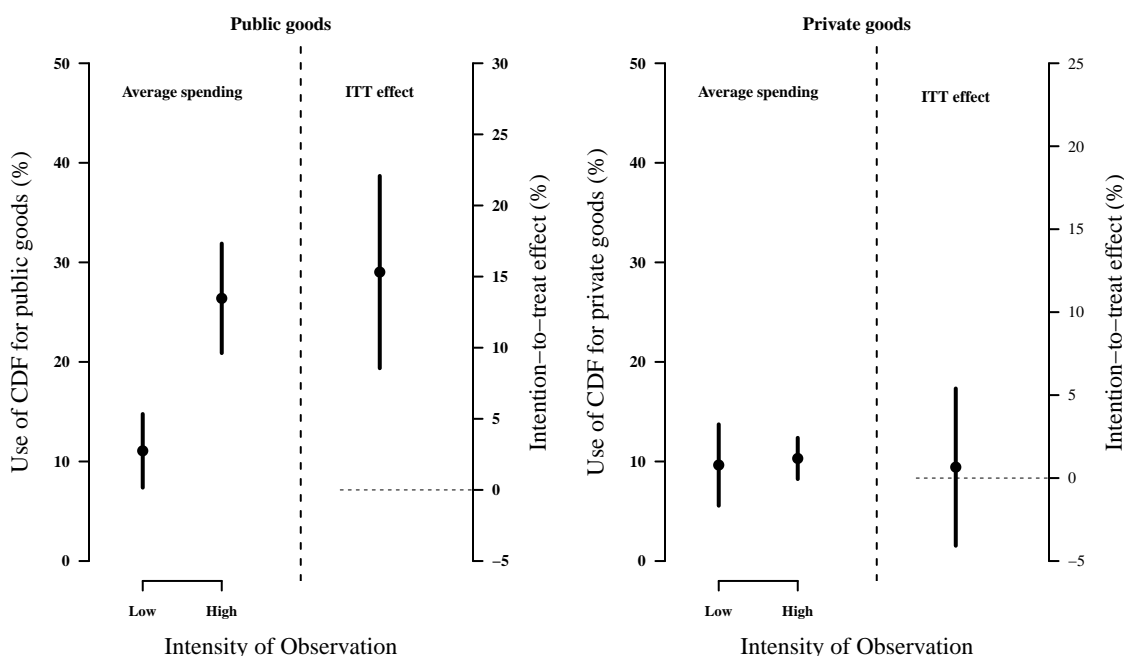 Public goods
Average spending
ITT effect
Use of CDF for public goods (%)
50
40
30
20
10
0
30
25
20
15
10
5
0
−5
Intention−to−treat effect (%)
Low
High
Intensity of Observation
Private goods
Average spending
ITT effect
Use of CDF for private goods (%)
50
40
30
20
10
0
25
20
15
10
5
0
−5
Intention−to−treat effect (%)
Low
High
Intensity of Observation